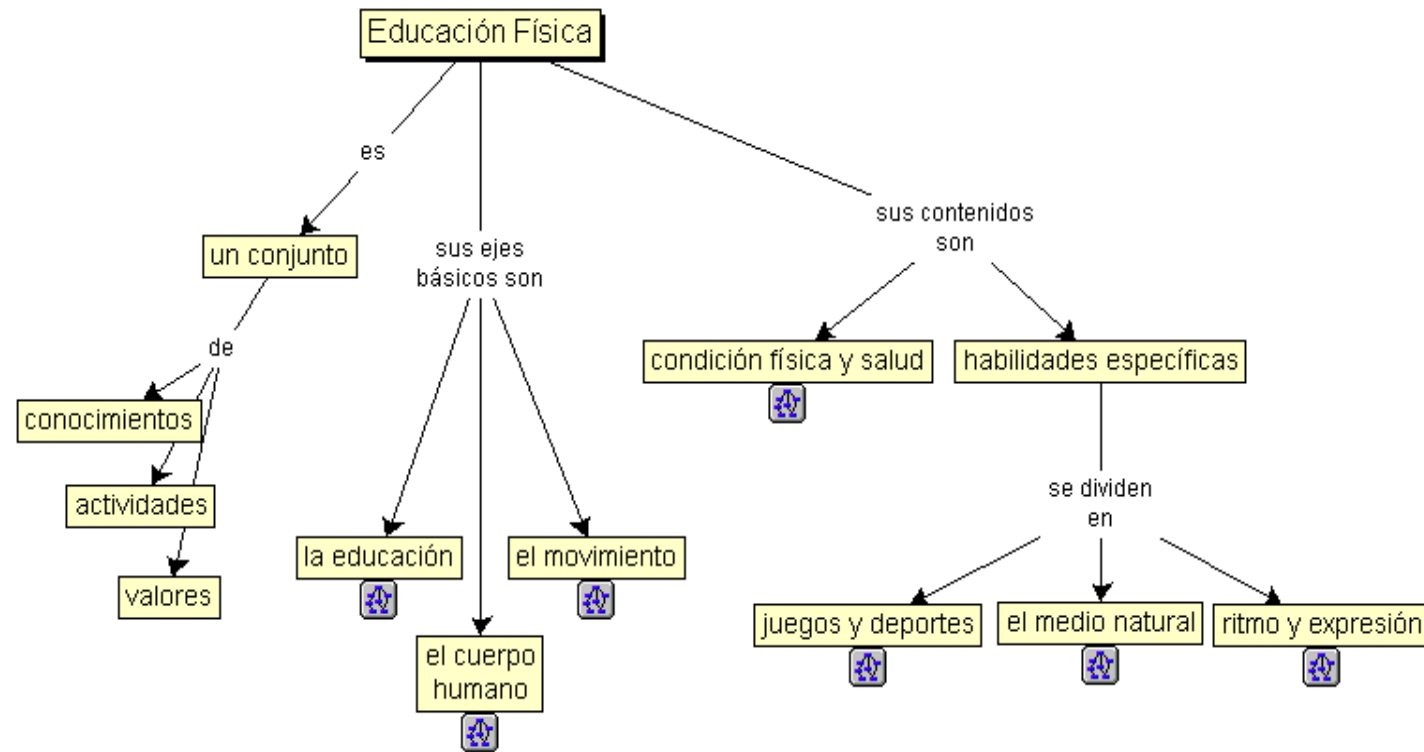 Educación Física
es
un conjunto
de
conocimientos
actividades
valores
sus ejes
básicos son
la educación
el cuerpo
humano
el movimiento
sus contenidos
son
condición física y salud
habilidades específicas
se dividen
en
juegos y deportes
el medio natural
ritmo y expresión